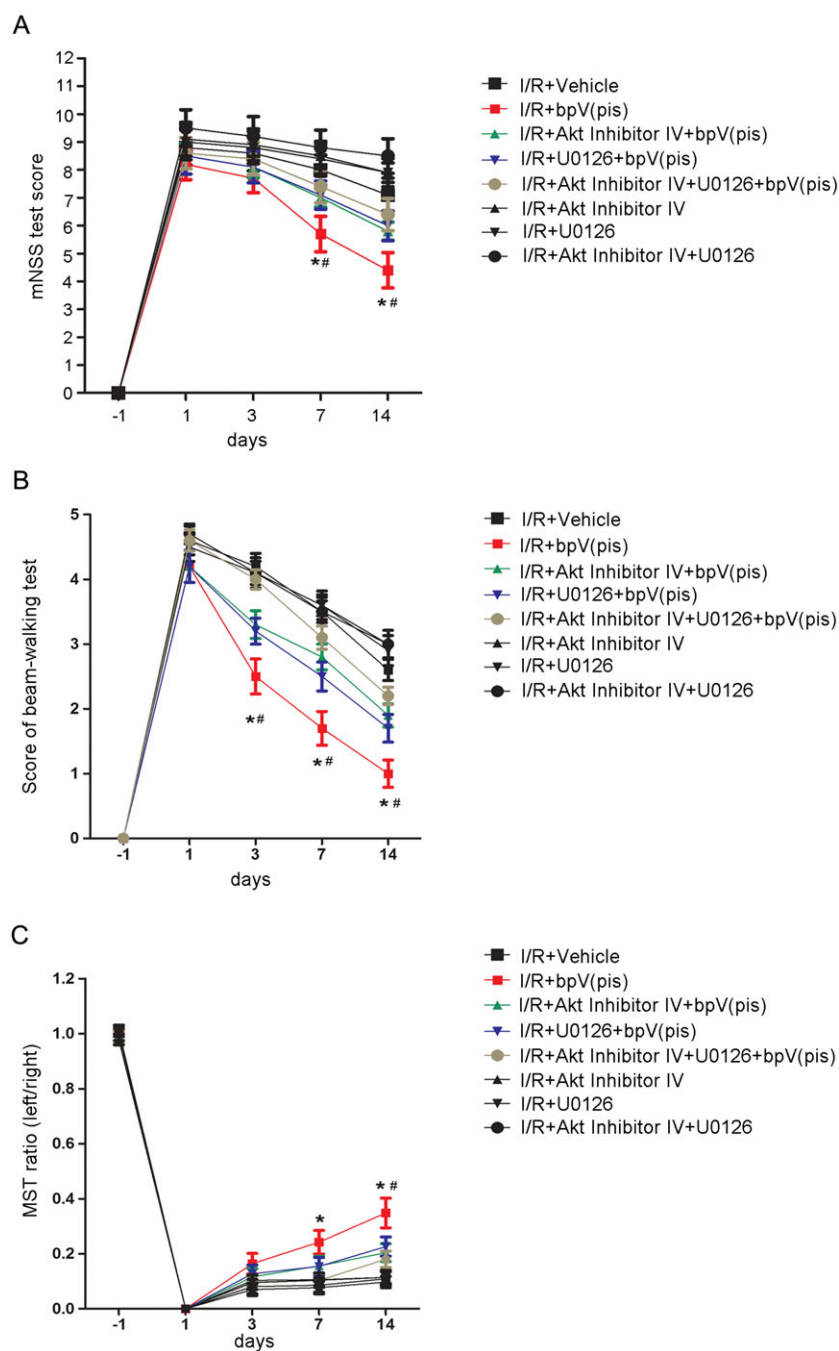 A
mNSS test score
12
11
10
9
8
7
6
5
4
3
2
1
0
*#
*#
-1 1 3 7 14
days
I/R+Vehicle
I/R+bpV(pis)
I/R+Akt Inhibitor IV+bpV(pis)
I/R+U0126+bpV(pis)
I/R+Akt Inhibitor IV+U0126+bpV(pis)
I/R+Akt Inhibitor IV
I/R+U0126
I/R+Akt Inhibitor IV+U0126
B
Score of beam-walking test
5
4
3
2
1
0
*#
*#
*#
-1 1 3 7 14
days
I/R+Vehicle
I/R+bpV(pis)
I/R+Akt Inhibitor IV+bpV(pis)
I/R+U0126+bpV(pis)
I/R+Akt Inhibitor IV+U0126+bpV(pis)
I/R+Akt Inhibitor IV
I/R+U0126
I/R+Akt Inhibitor IV+U0126
C
MST ratio (left/right)
1.2
1.0
0.8
0.6
0.4
0.2
0.0
*
*#
-1 1 3 7 14
days
I/R+Vehicle
I/R+bpV(pis)
I/R+Akt Inhibitor IV+bpV(pis)
I/R+U0126+bpV(pis)
I/R+Akt Inhibitor IV+U0126+bpV(pis)
I/R+Akt Inhibitor IV
I/R+U0126
I/R+Akt Inhibitor IV+U0126